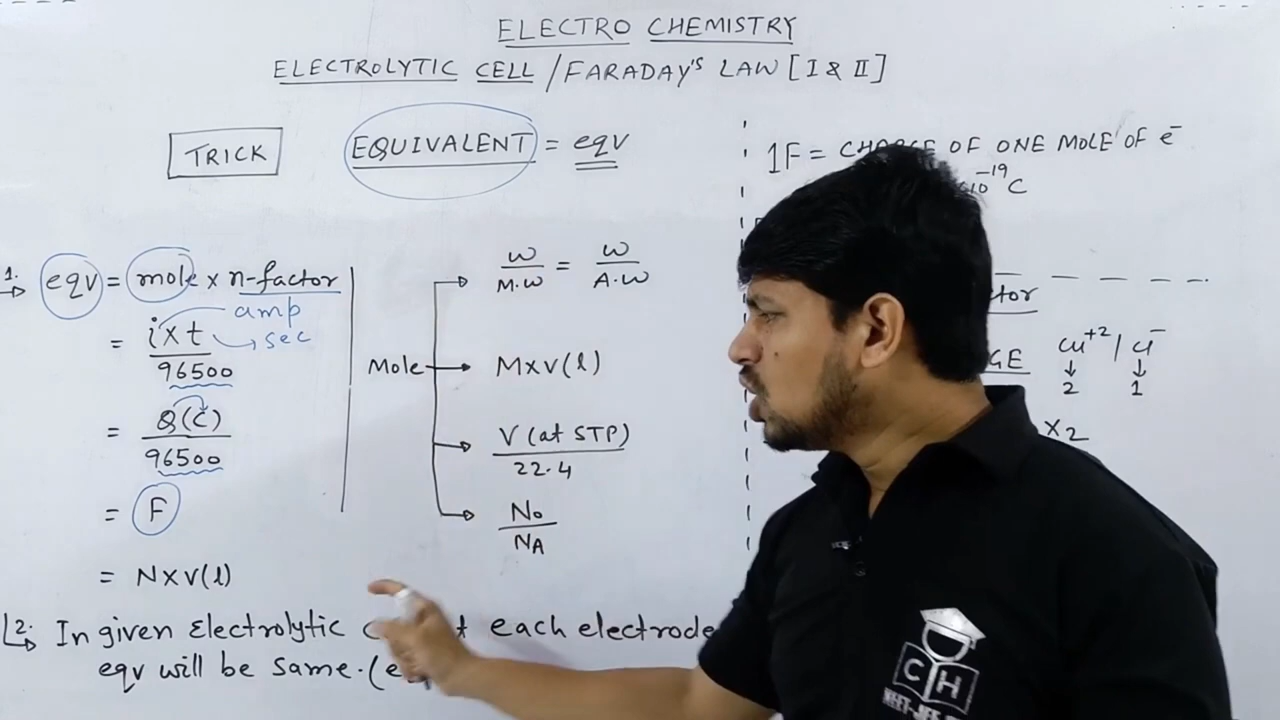 ELECTRO CHEMISTRY
ELECTROLYTIC CELL / FARADAY'S LAW [I & II]
TRICK
EQUIVALENT = eqv
1. → eqv = mole x n-factor
= i x t / 96500
amp
sec
= Q(C) / 96500
= F
= N x V(l)
Mole
w / M.w = w / A.w
M x V(l)
V (at STP) / 22.4
No / NA
1F = CHARGE OF ONE MOLE OF e⁻
10⁻¹⁹ C
Cu⁺² / Cl⁻
↓ ↓
2 1
x 2
2. In given Electrolytic each electrode
eqv will be same. (
CH